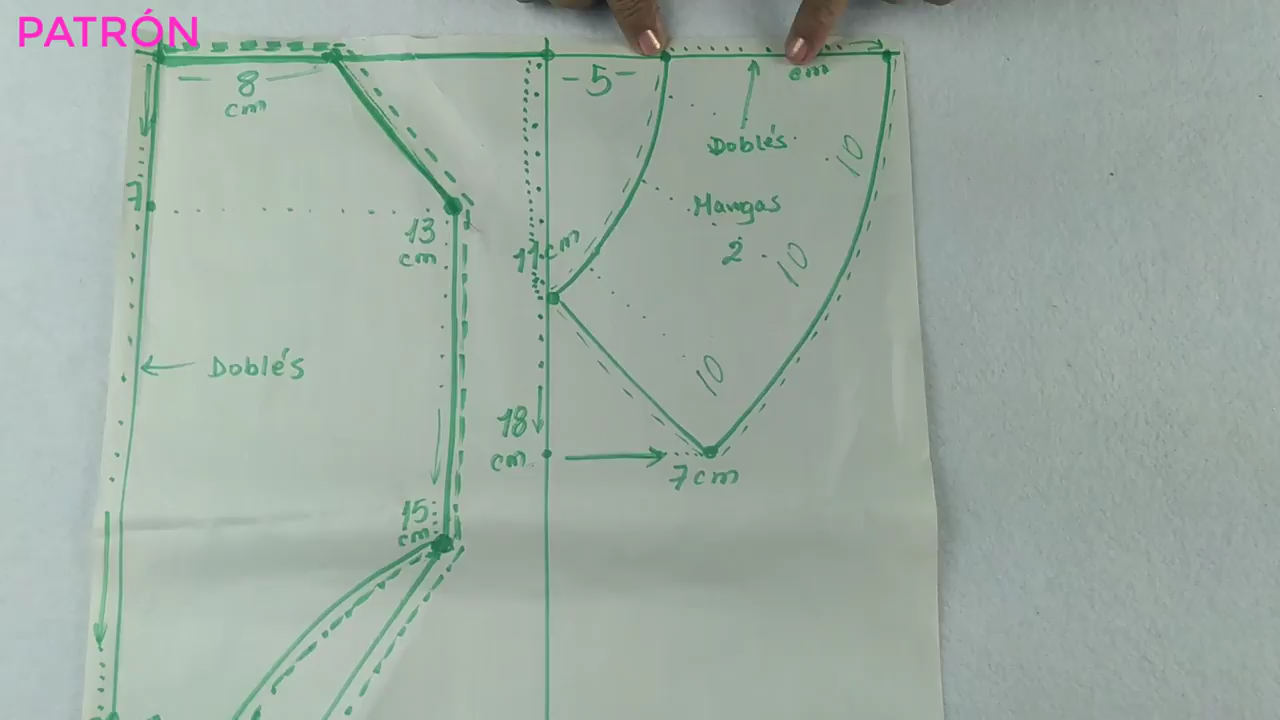 PATRÓN
8
cm
7
13
cm
Doblés
15
cm
-5-
cm
Doblés
Mangas
2
11cm
18
cm
7cm
10
10
10